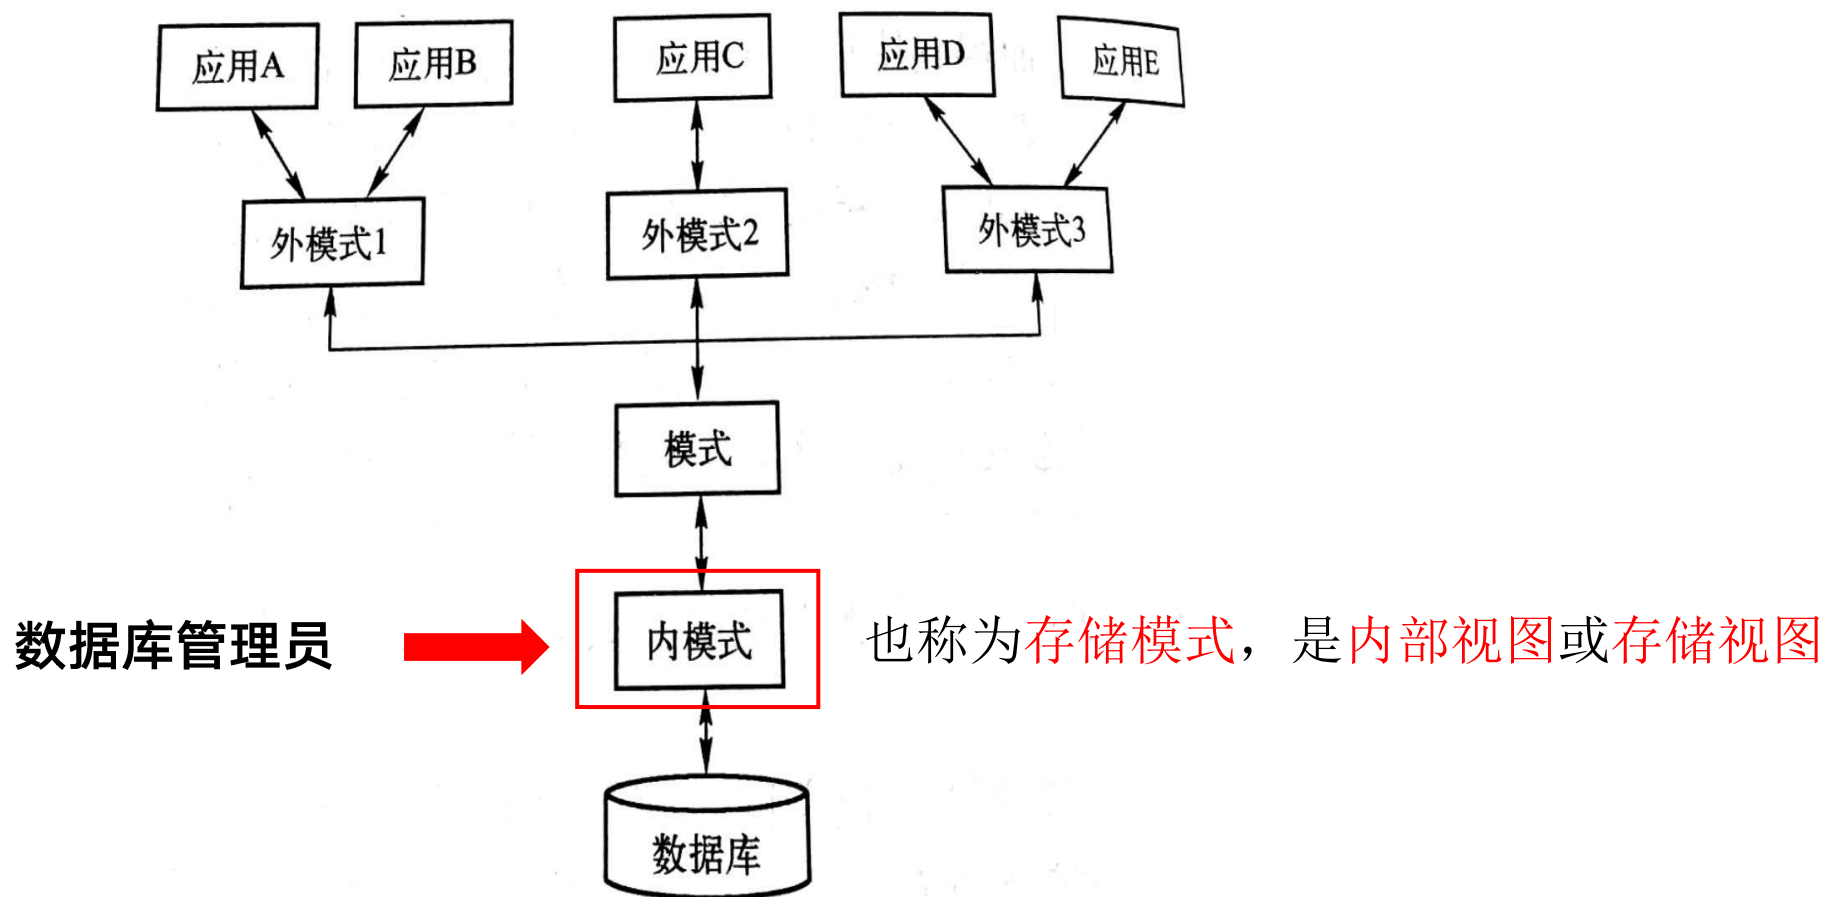 应用A
应用B
应用C
应用D
应用E
外模式1
外模式2
外模式3
模式
数据库管理员
内模式
也称为存储模式，是内部视图或存储视图
数据库